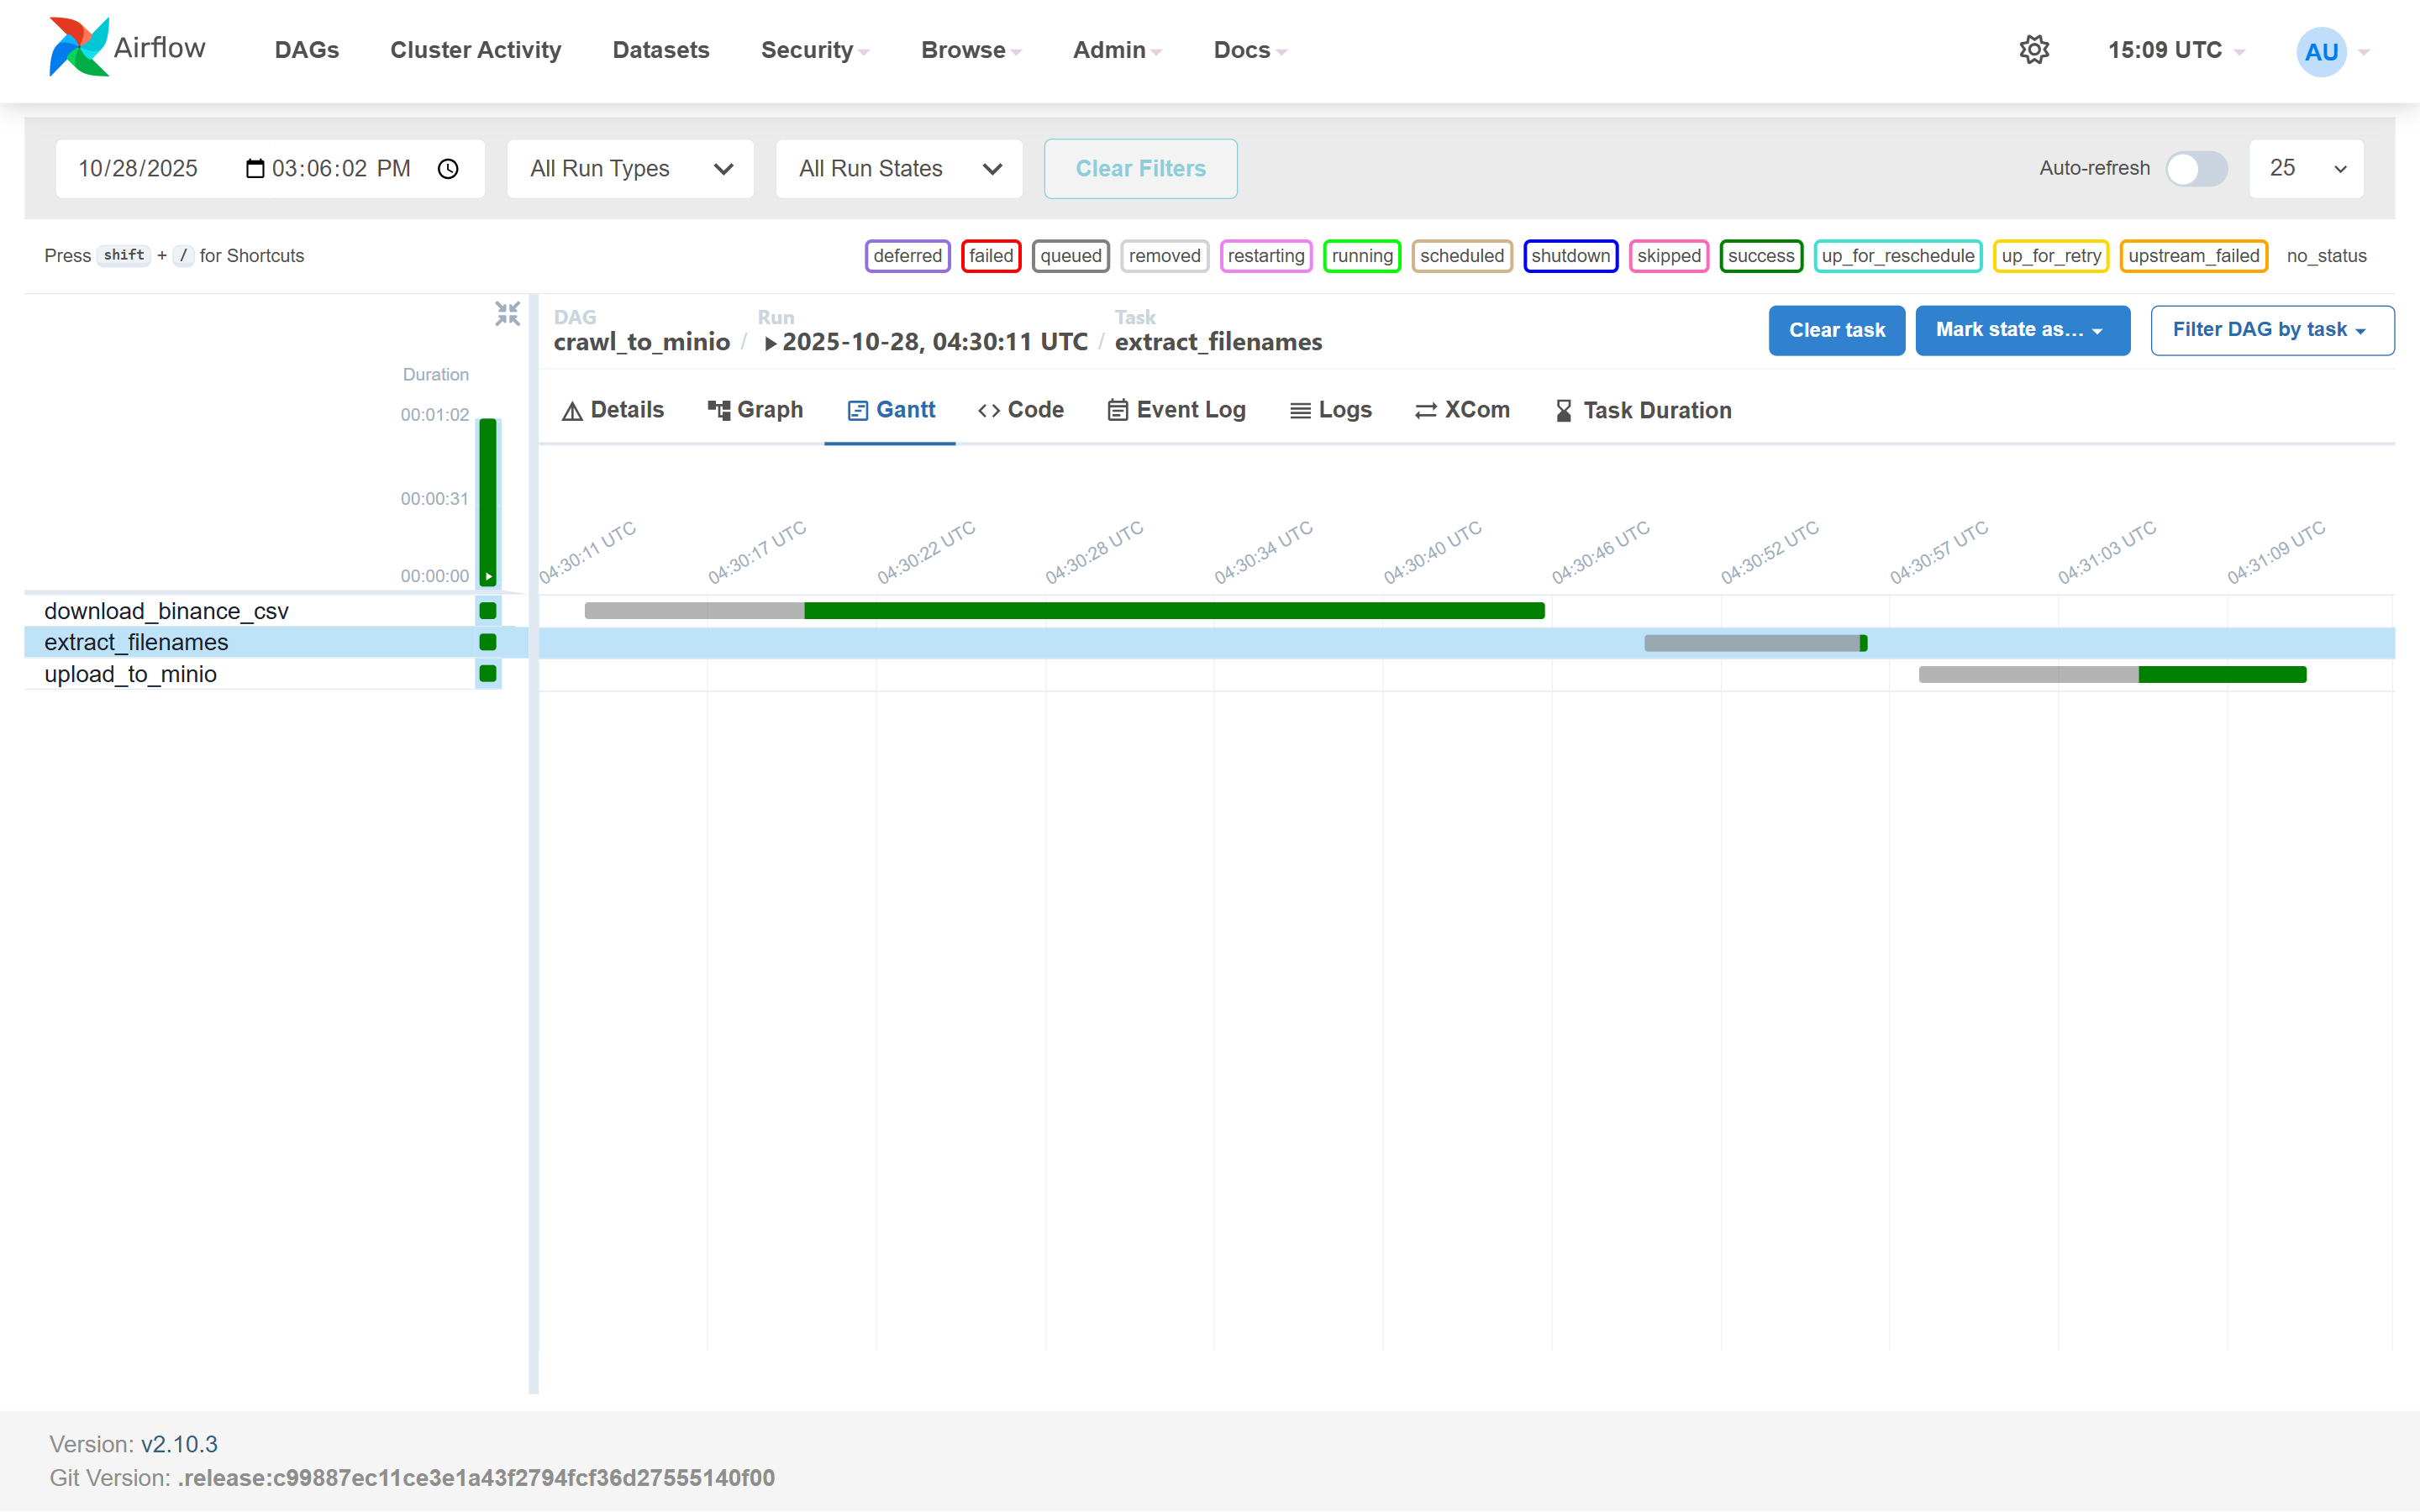 Airflow DAGs Cluster Activity Datasets Security Browse Admin Docs 15:09 UTC AU
10/28/2025 03:06:02 PM All Run Types All Run States Clear Filters Auto-refresh 25
Press shift + / for Shortcuts deferred failed queued removed restarting running scheduled shutdown skipped success up_for_reschedule up_for_retry upstream_failed no_status
DAG Run Task
crawl_to_minio / 2025-10-28, 04:30:11 UTC / extract_filenames
Clear task Mark state as... Filter DAG by task
Details Graph Gantt Code Event Log Logs XCom Task Duration
Duration
00:01:02
00:00:31
00:00:00
04:30:11 UTC 04:30:17 UTC 04:30:22 UTC 04:30:28 UTC 04:30:34 UTC 04:30:40 UTC 04:30:46 UTC 04:30:52 UTC 04:30:57 UTC 04:31:03 UTC 04:31:09 UTC
download_binance_csv
extract_filenames
upload_to_minio
Version: v2.10.3
Git Version: .release:c99887ec11ce3e1a43f2794fcf36d27555140f00